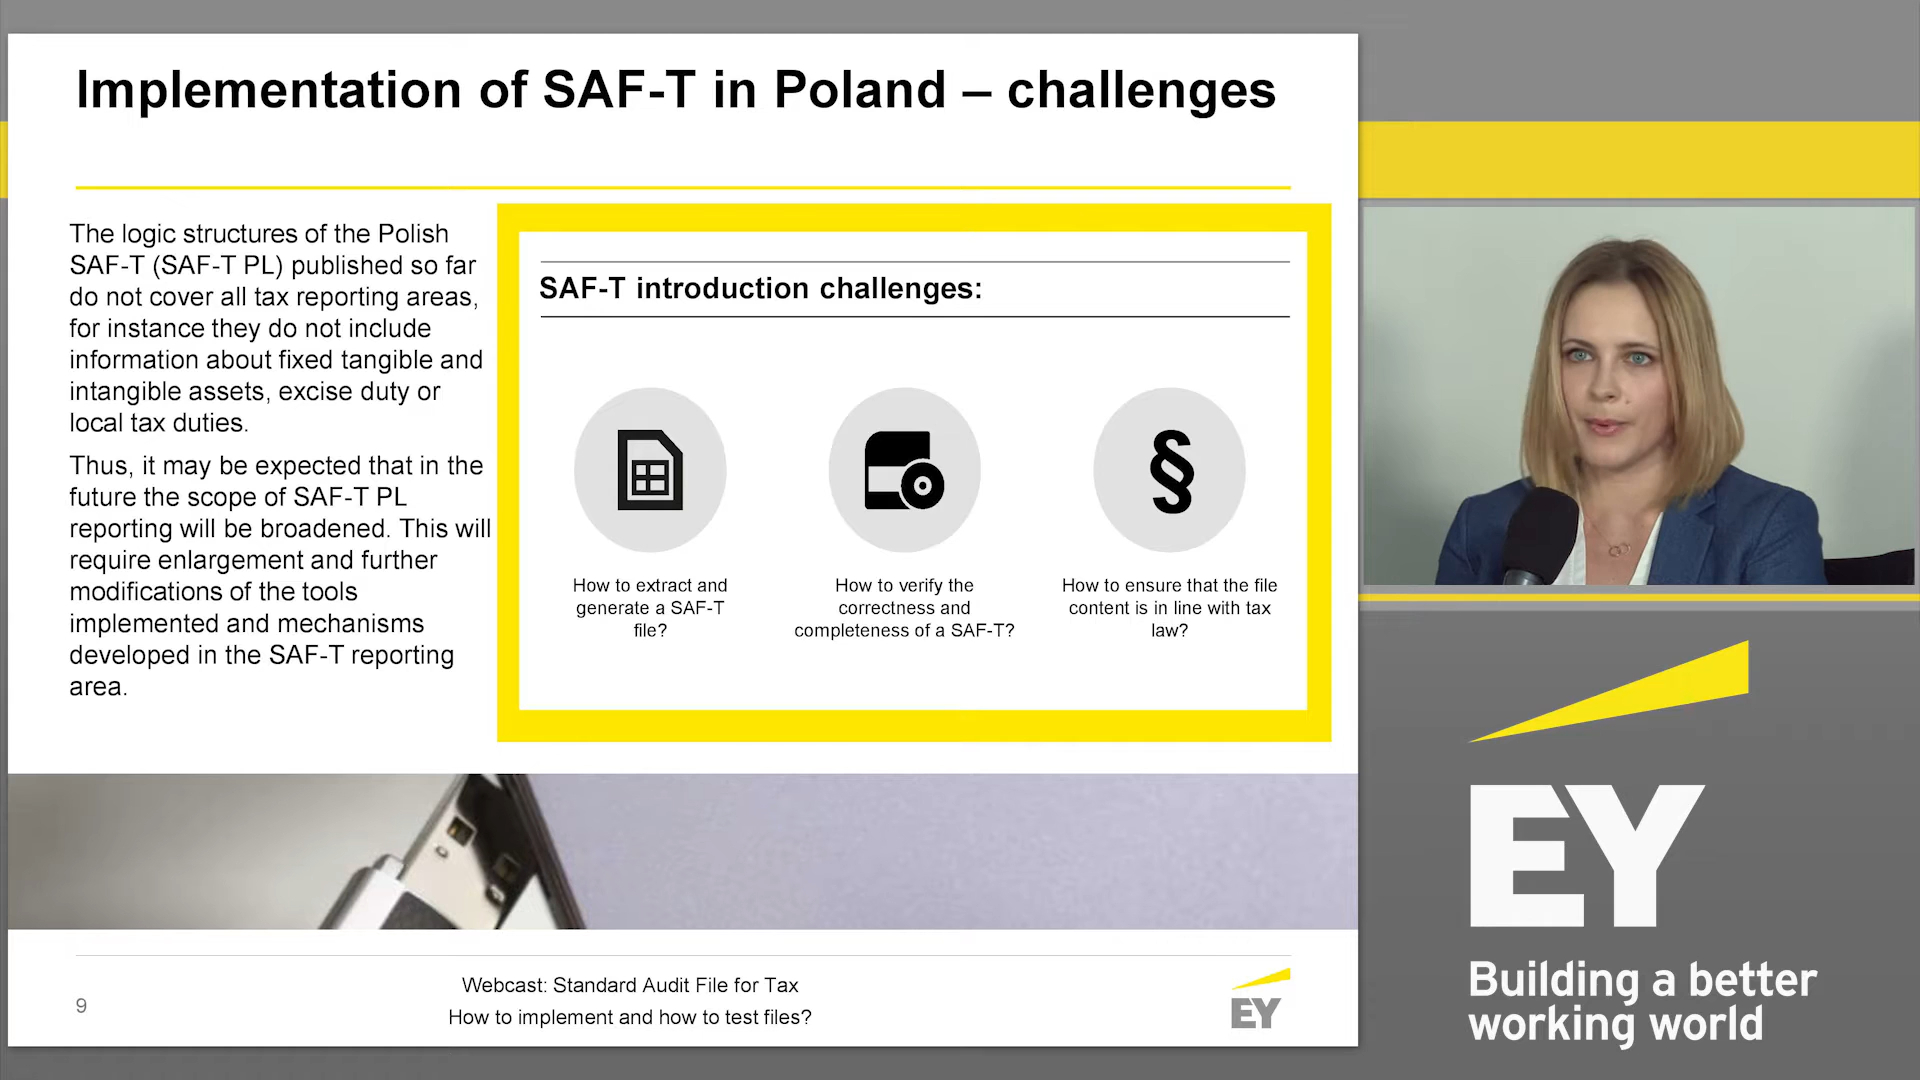 Implementation of SAF-T in Poland – challenges
The logic structures of the Polish
SAF-T (SAF-T PL) published so far
do not cover all tax reporting areas,
for instance they do not include
information about fixed tangible and
intangible assets, excise duty or
local tax duties.
Thus, it may be expected that in the
future the scope of SAF-T PL
reporting will be broadened. This will
require enlargement and further
modifications of the tools
implemented and mechanisms
developed in the SAF-T reporting
area.
SAF-T introduction challenges:
§
How to extract and
generate a SAF-T
file?
How to verify the
correctness and
completeness of a SAF-T?
How to ensure that the file
content is in line with tax
law?
9
Webcast: Standard Audit File for Tax
How to implement and how to test files?
EY
EY
Building a better
working world